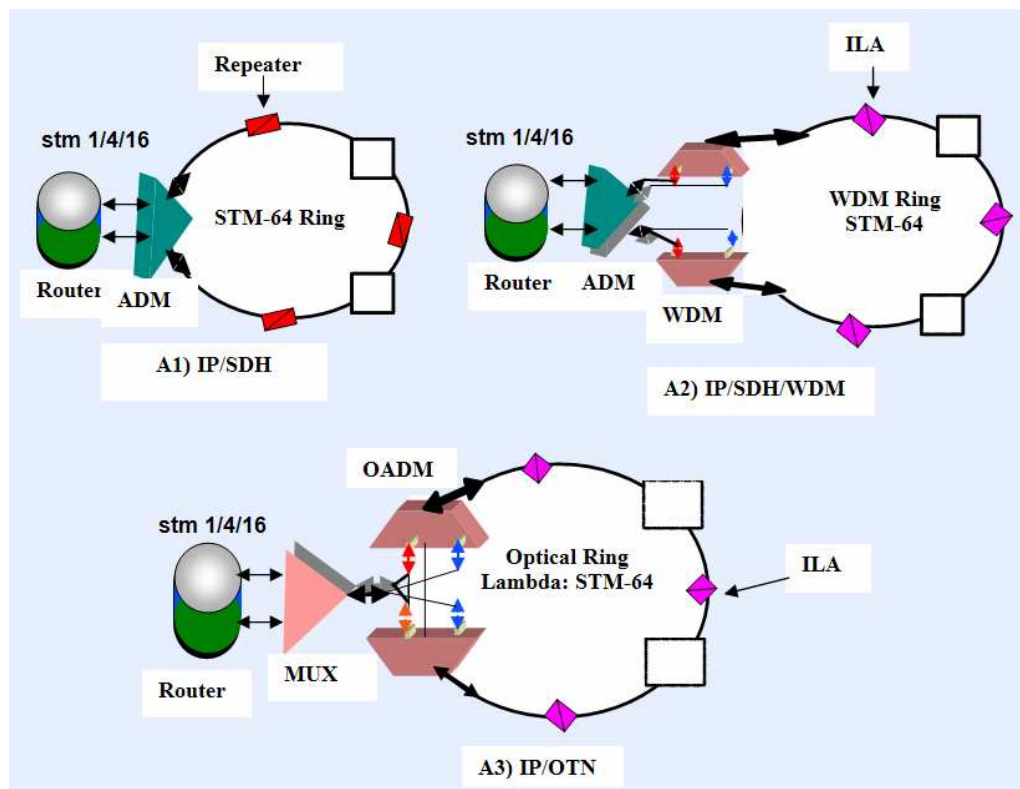 Repeater
stm 1/4/16
STM-64 Ring
Router
ADM
A1) IP/SDH
ILA
stm 1/4/16
WDM Ring
STM-64
Router
ADM
WDM
A2) IP/SDH/WDM
OADM
stm 1/4/16
Optical Ring
Lambda: STM-64
ILA
MUX
Router
A3) IP/OTN